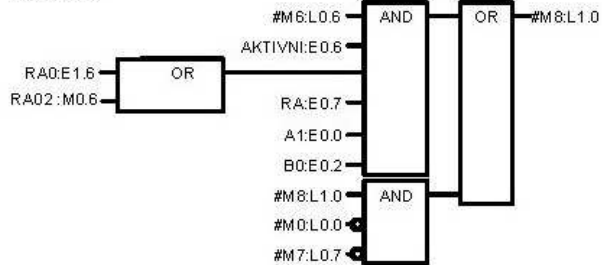 #M6:L0.6 AND OR #M8:L1.0
AKTIVNI:E0.6
RA0:E1.6 OR
RA02:M0.6
RA:E0.7
A1:E0.0
B0:E0.2
#M8:L1.0 AND
#M0:L0.0
#M7:L0.7